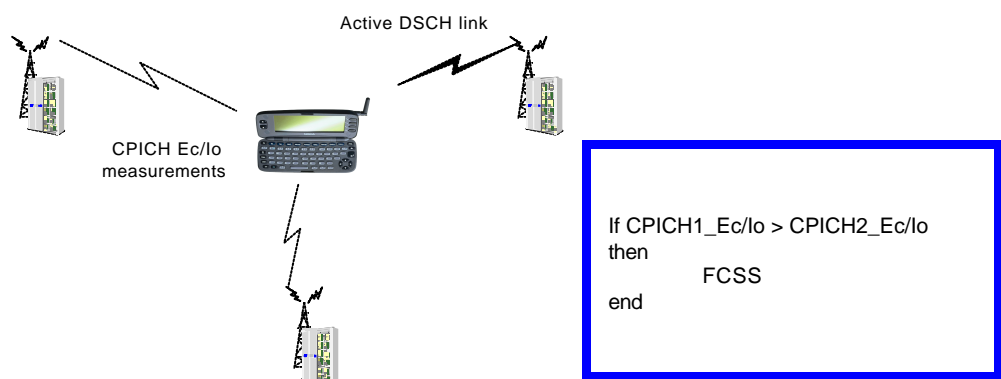 Active DSCH link
CPICH Ec/Io
measurements
If CPICH1_Ec/Io > CPICH2_Ec/Io
then
FCSS
end